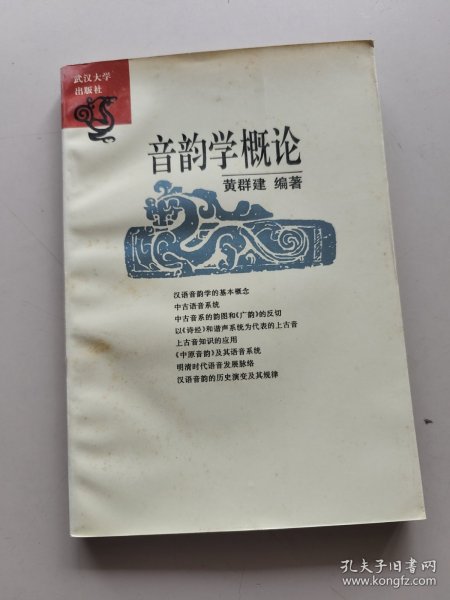 武汉大学
出版社
音韵学概论
黄群建 编著
汉语音韵学的基本概念
中古语音系统
中古音系的韵图和《广韵》的反切
以《诗经》和谐声系统为代表的上古音
上古音知识的应用
《中原音韵》及其语音系统
明清时代语音发展脉络
汉语音韵的历史演变及其规律
孔夫子旧书网
www.kongfz.com